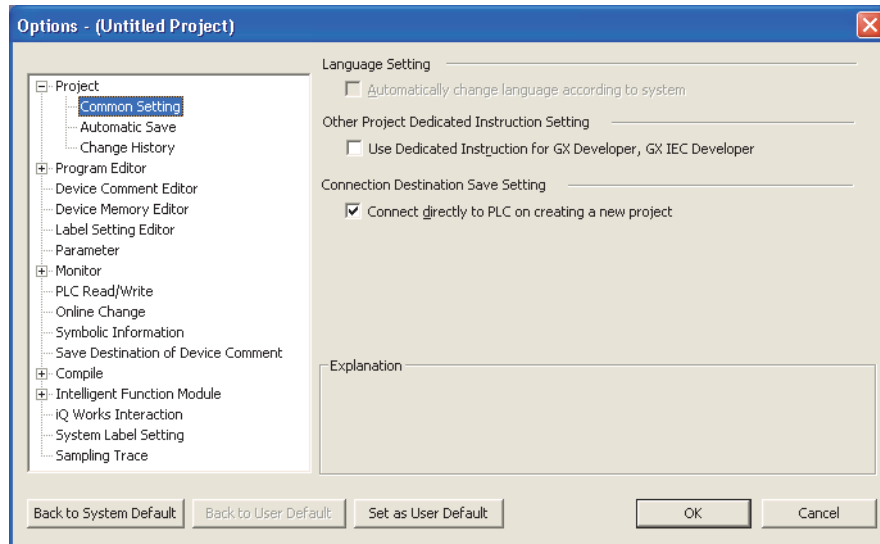 Options - (Untitled Project)
Project
Common Setting
Automatic Save
Change History
Program Editor
Device Comment Editor
Device Memory Editor
Label Setting Editor
Parameter
Monitor
PLC Read/Write
Online Change
Symbolic Information
Save Destination of Device Comment
Compile
Intelligent Function Module
iQ Works Interaction
System Label Setting
Sampling Trace
Language Setting
Automatically change language according to system
Other Project Dedicated Instruction Setting
Use Dedicated Instruction for GX Developer, GX IEC Developer
Connection Destination Save Setting
Connect directly to PLC on creating a new project
Explanation
Back to System Default
Back to User Default
Set as User Default
OK
Cancel